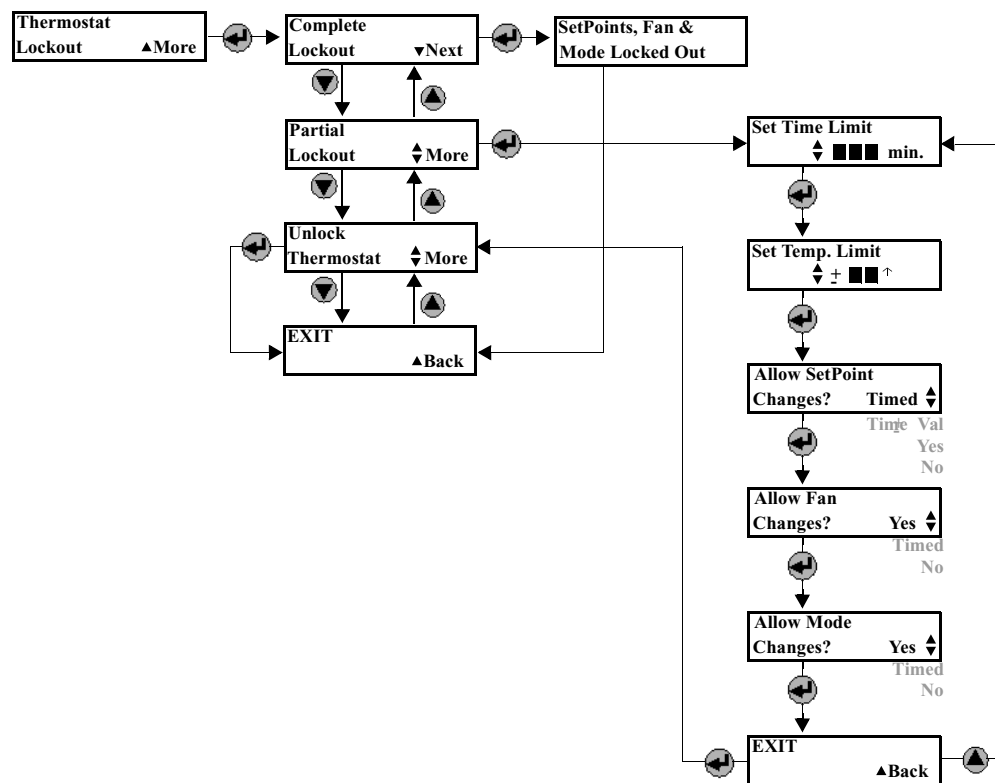 Thermostat
Lockout ▲More
Complete
Lockout ▼Next
SetPoints, Fan &
Mode Locked Out
Partial
Lockout ▲▼More
Unlock
Thermostat ▲▼More
EXIT
▲Back
Set Time Limit
▲▼ ■■■ min.
Set Temp. Limit
▲▼ ± ■■ ↑
Allow SetPoint
Changes? Timed ▲▼
Time± Val
Yes
No
Allow Fan
Changes? Yes ▲▼
Timed
No
Allow Mode
Changes? Yes ▲▼
Timed
No
EXIT
▲Back